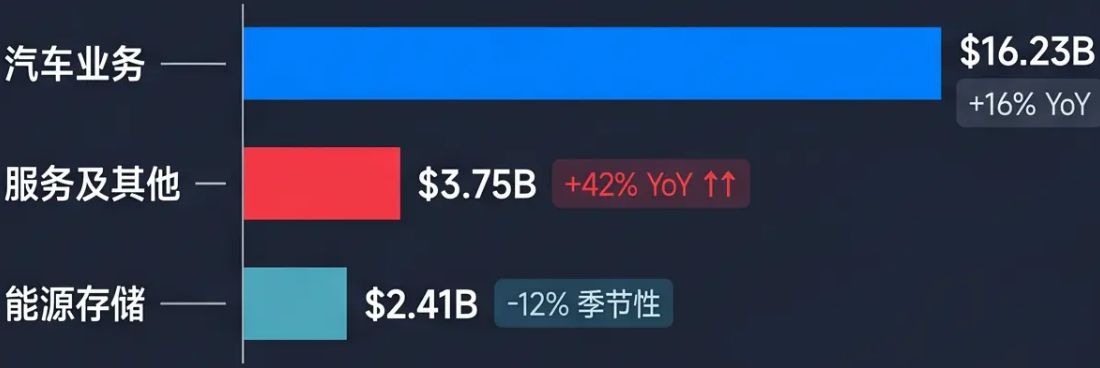 汽车业务
$16.23B
+16% YoY
服务及其他
$3.75B
+42% YoY ↑↑
能源存储
$2.41B
-12% 季节性